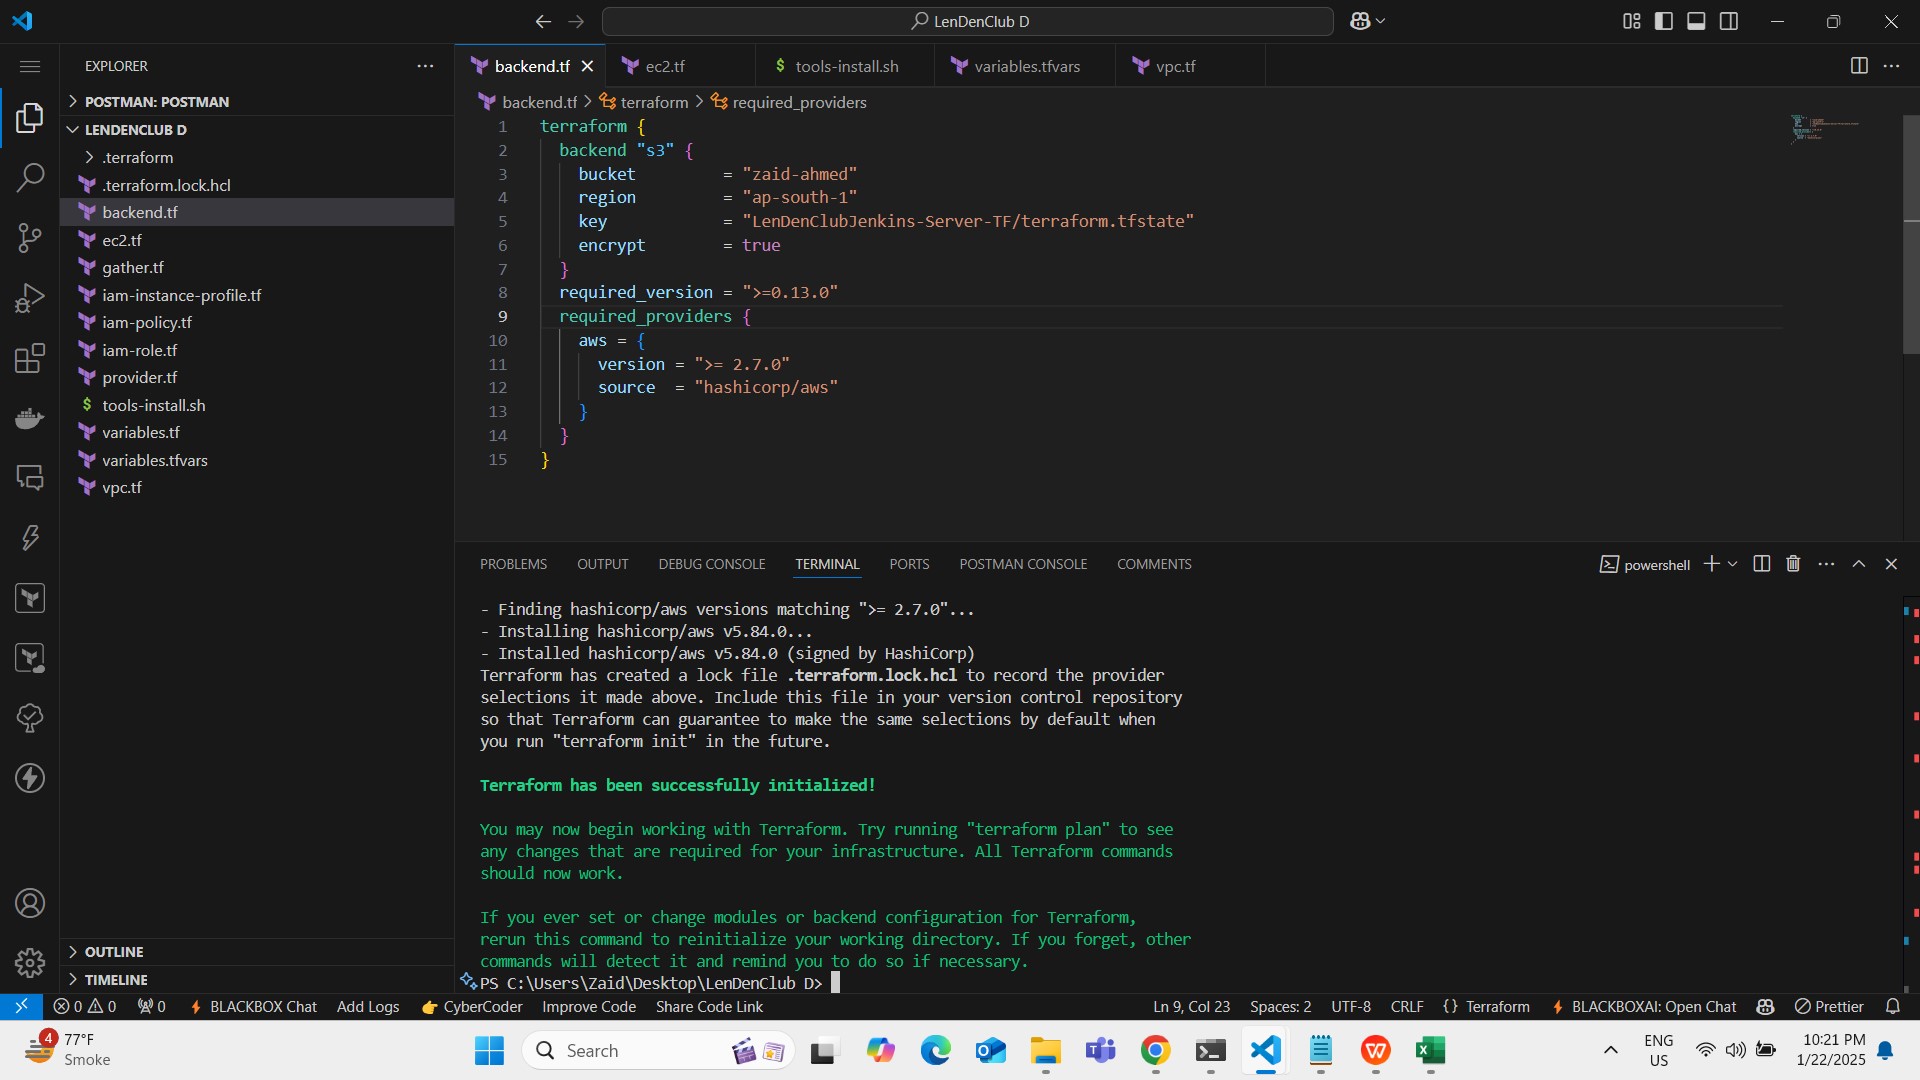 LenDenClub D
EXPLORER
POSTMAN: POSTMAN
LENDENCLUB D
.terraform
.terraform.lock.hcl
backend.tf
ec2.tf
gather.tf
iam-instance-profile.tf
iam-policy.tf
iam-role.tf
provider.tf
$ tools-install.sh
variables.tf
variables.tfvars
vpc.tf
OUTLINE
TIMELINE
backend.tf
ec2.tf
$ tools-install.sh
variables.tfvars
vpc.tf
backend.tf > terraform > required_providers
1 terraform {
2 backend "s3" {
3 bucket = "zaid-ahmed"
4 region = "ap-south-1"
5 key = "LenDenClubJenkins-Server-TF/terraform.tfstate"
6 encrypt = true
7 }
8 required_version = ">=0.13.0"
9 required_providers {
10 aws = {
11 version = ">= 2.7.0"
12 source = "hashicorp/aws"
13 }
14 }
15 }
PROBLEMS OUTPUT DEBUG CONSOLE TERMINAL PORTS POSTMAN CONSOLE COMMENTS
powershell
- Finding hashicorp/aws versions matching ">= 2.7.0"...
- Installing hashicorp/aws v5.84.0...
- Installed hashicorp/aws v5.84.0 (signed by HashiCorp)
Terraform has created a lock file .terraform.lock.hcl to record the provider
selections it made above. Include this file in your version control repository
so that Terraform can guarantee to make the same selections by default when
you run "terraform init" in the future.
Terraform has been successfully initialized!
You may now begin working with Terraform. Try running "terraform plan" to see
any changes that are required for your infrastructure. All Terraform commands
should now work.
If you ever set or change modules or backend configuration for Terraform,
rerun this command to reinitialize your working directory. If you forget, other
commands will detect it and remind you to do so if necessary.
PS C:\Users\Zaid\Desktop\LenDenClub D>
0 0 0 BLACKBOX Chat Add Logs CyberCoder Improve Code Share Code Link
Ln 9, Col 23 Spaces: 2 UTF-8 CRLF {} Terraform BLACKBOXAI: Open Chat Prettier
4
77°F
Smoke
Search
ENG
US
10:21 PM
1/22/2025